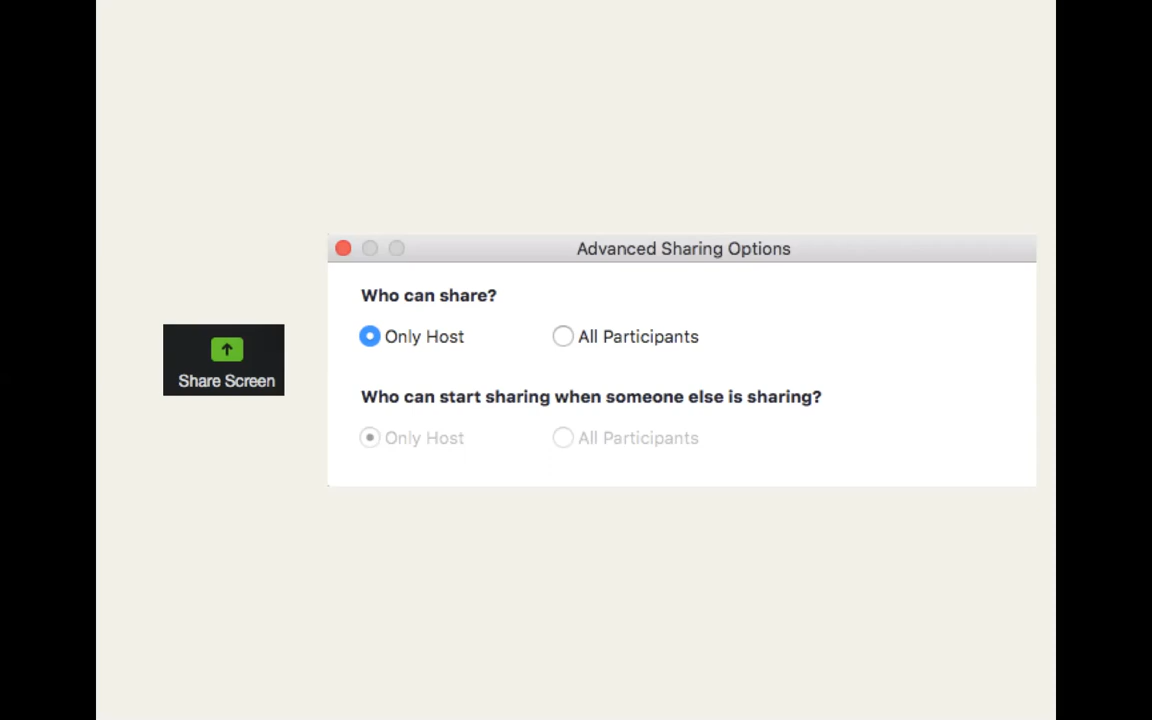 Advanced Sharing Options
Who can share?
Only Host All Participants
Share Screen
Who can start sharing when someone else is sharing?
Only Host All Participants